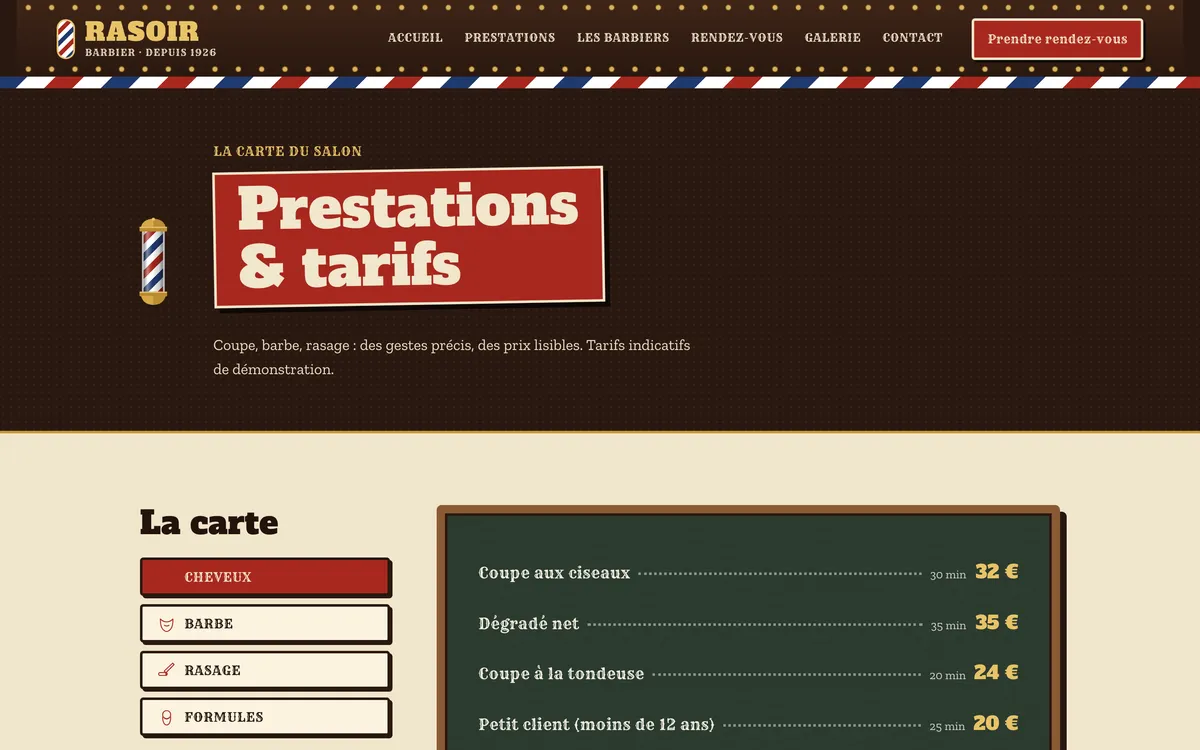 RASOIR
BARBIER · DEPUIS 1926
ACCUEIL PRESTATIONS LES BARBIERS RENDEZ-VOUS GALERIE CONTACT
Prendre rendez-vous
LA CARTE DU SALON
Prestations
& tarifs
Coupe, barbe, rasage : des gestes précis, des prix lisibles. Tarifs indicatifs
de démonstration.
La carte
CHEVEUX
BARBE
RASAGE
FORMULES
Coupe aux ciseaux 30 min 32 €
Dégradé net 35 min 35 €
Coupe à la tondeuse 20 min 24 €
Petit client (moins de 12 ans) 25 min 20 €